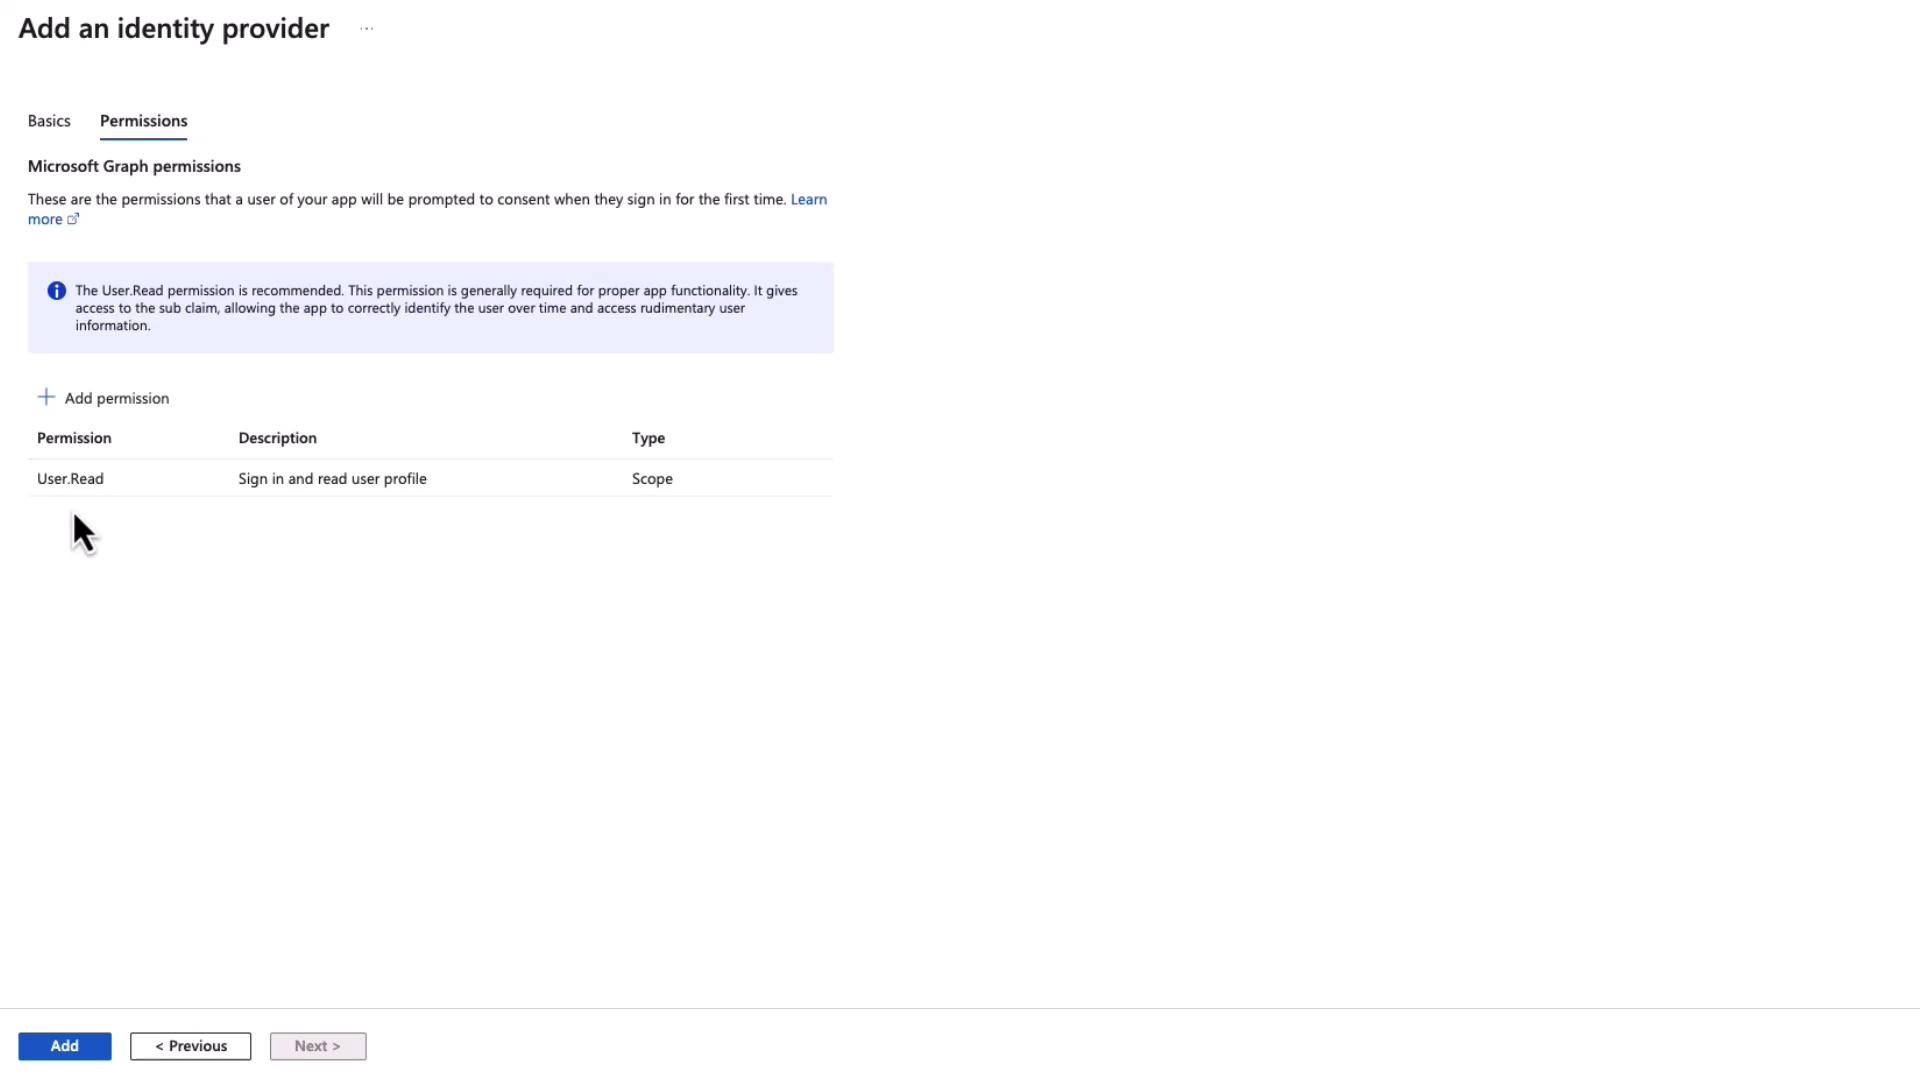 Add an identity provider ...
Basics Permissions
Microsoft Graph permissions
These are the permissions that a user of your app will be prompted to consent when they sign in for the first time. Learn
more
The User.Read permission is recommended. This permission is generally required for proper app functionality. It gives
access to the sub claim, allowing the app to correctly identify the user over time and access rudimentary user
information.
Add permission
Permission Description Type
User.Read Sign in and read user profile Scope
Add < Previous Next >